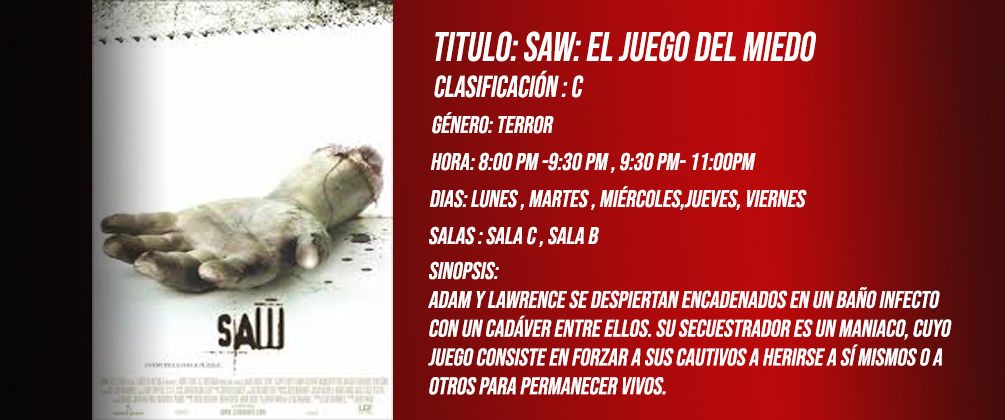 TITULO: SAW: EL JUEGO DEL MIEDO
CLASIFICACIÓN : C
GÉNERO: TERROR
HORA: 8:00 PM -9:30 PM , 9:30 PM- 11:00PM
DIAS: LUNES , MARTES , MIÉRCOLES,JUEVES, VIERNES
SALAS : SALA C , SALA B
SINOPSIS:
ADAM Y LAWRENCE SE DESPIERTAN ENCADENADOS EN UN BAÑO INFECTO
CON UN CADÁVER ENTRE ELLOS. SU SECUESTRADOR ES UN MANIACO, CUYO
JUEGO CONSISTE EN FORZAR A SUS CAUTIVOS A HERIRSE A SÍ MISMOS O A
OTROS PARA PERMANECER VIVOS.
SAW